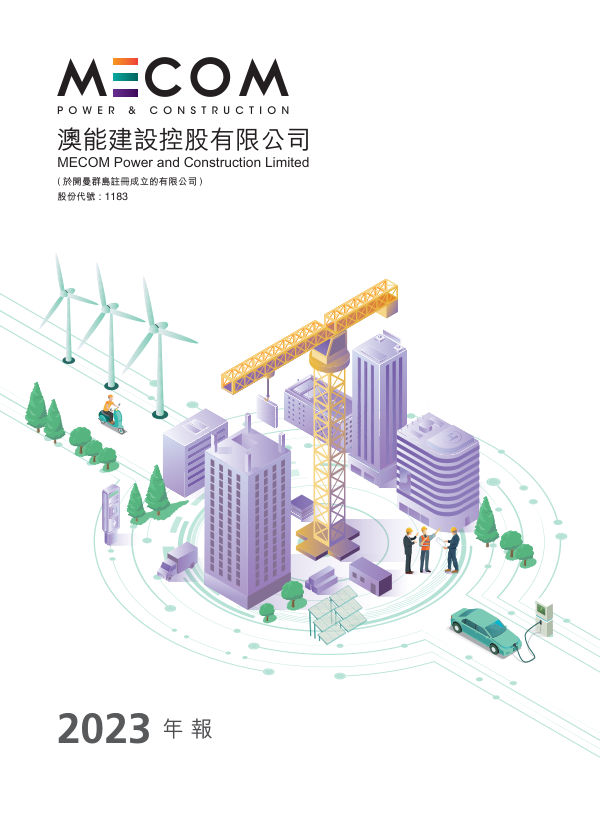 MECOM
POWER & CONSTRUCTION
澳能建設控股有限公司
MECOM Power and Construction Limited
(於開曼群島註冊成立的有限公司)
股份代號：1183
2023 年報